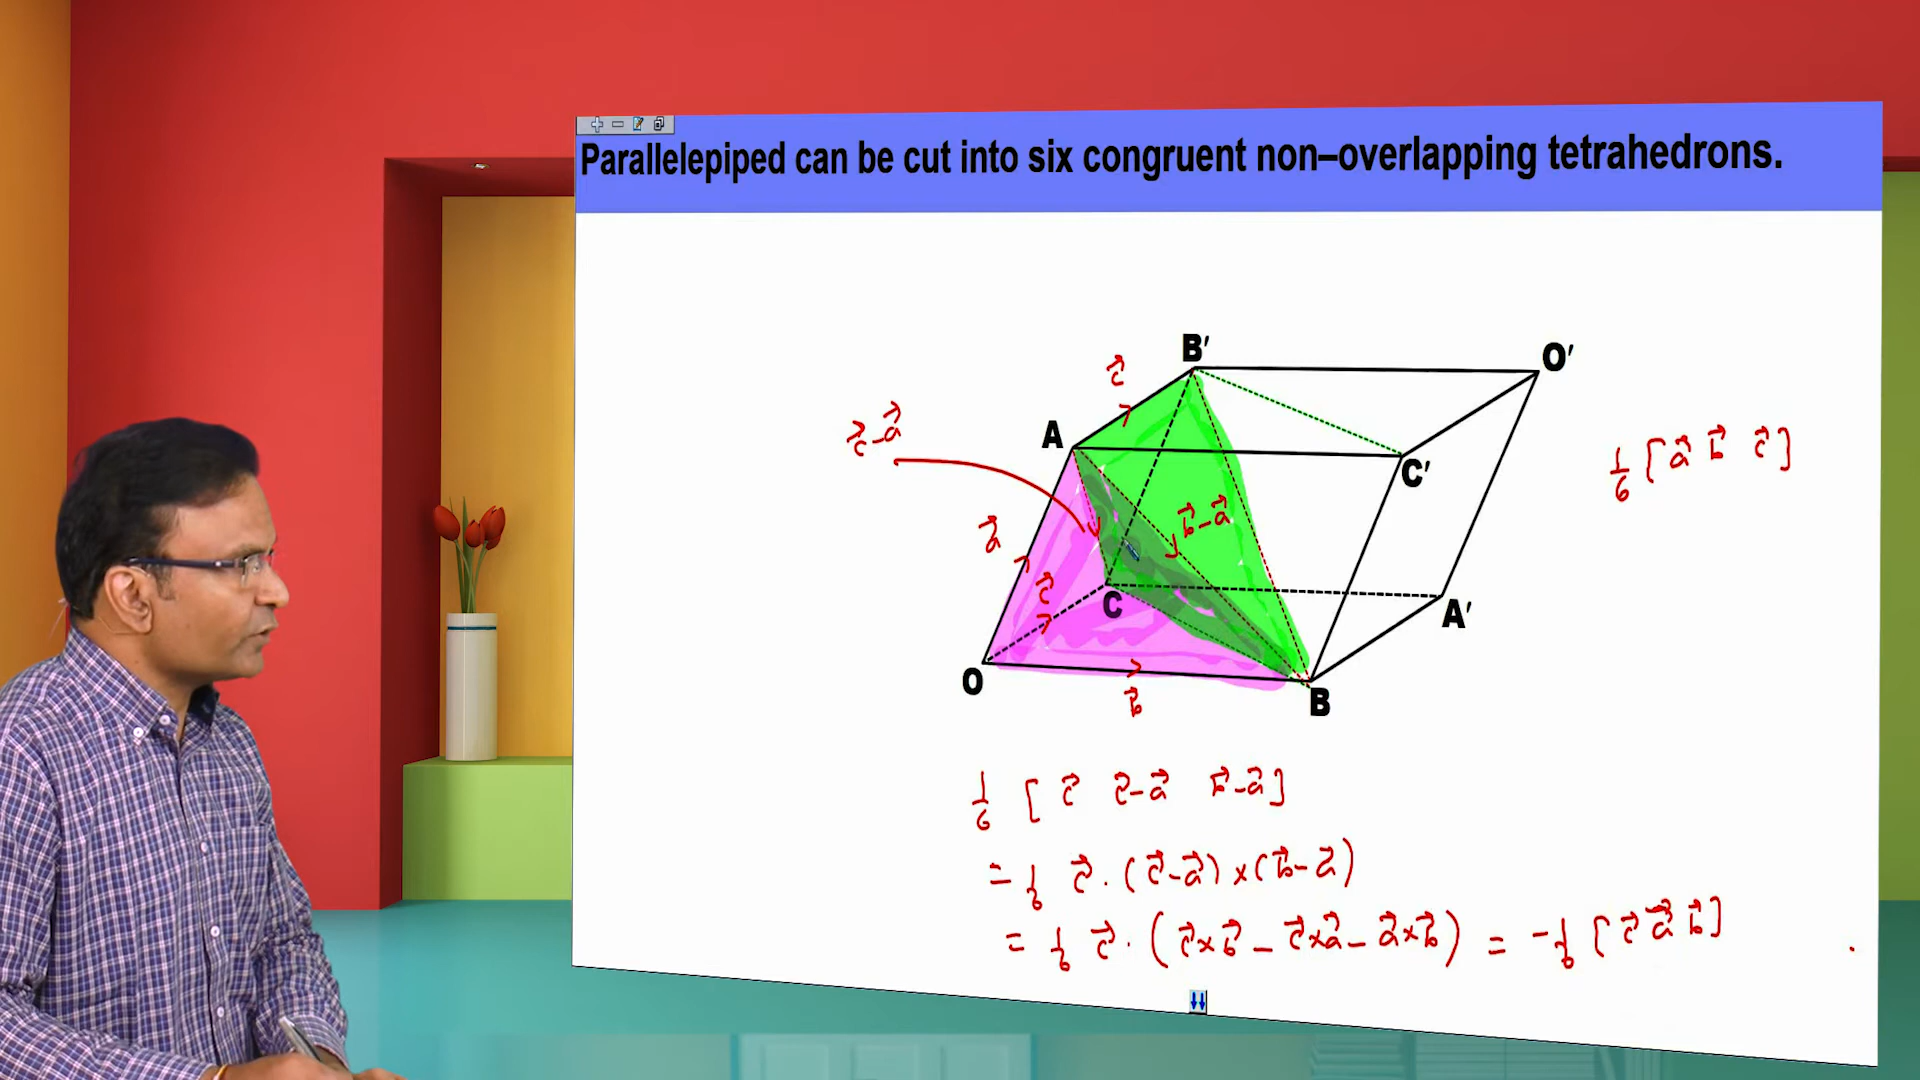 Parallelepiped can be cut into six congruent non–overlapping tetrahedrons.
B′
O′
c⃗
A
c⃗-a⃗
C′
1/6 [a⃗ b⃗ c⃗]
a⃗
b⃗-a⃗
c⃗
C
A′
O
B
b⃗
1/6 [c⃗ c⃗-a⃗ b⃗-a⃗]
= 1/6 c⃗·(c⃗-a⃗)×(b⃗-a⃗)
= 1/6 c⃗·(c⃗×b⃗ - c⃗×a⃗ - a⃗×b⃗) = -1/6 [c⃗ a⃗ b⃗]